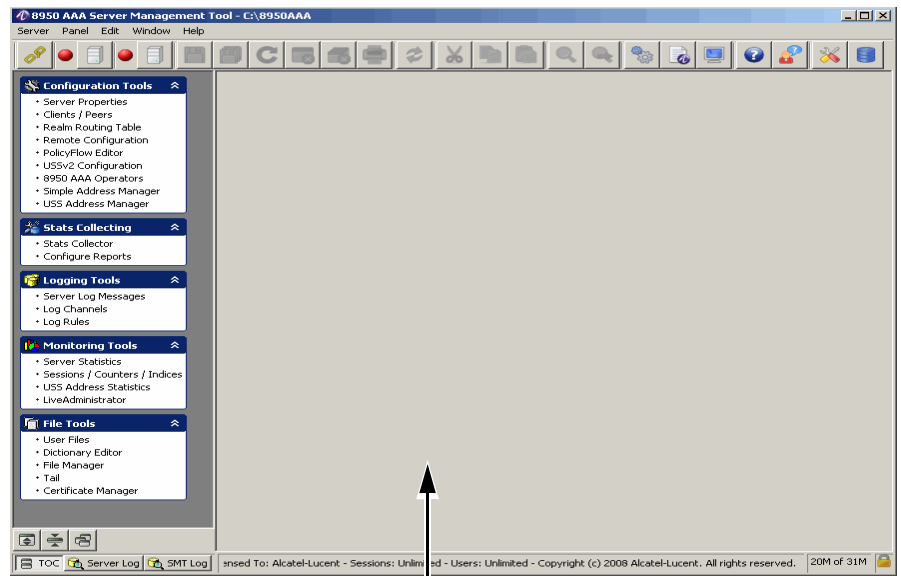 8950 AAA Server Management Tool - C:\8950AAA
Server Panel Edit Window Help
Configuration Tools
Server Properties
Clients / Peers
Realm Routing Table
Remote Configuration
PolicyFlow Editor
USSv2 Configuration
8950 AAA Operators
Simple Address Manager
USS Address Manager
Stats Collecting
Stats Collector
Configure Reports
Logging Tools
Server Log Messages
Log Channels
Log Rules
Monitoring Tools
Server Statistics
Sessions / Counters / Indices
USS Address Statistics
LiveAdministrator
File Tools
User Files
Dictionary Editor
File Manager
Tail
Certificate Manager
TOC Server Log SMT Log ensed To: Alcatel-Lucent - Sessions: Unlimited - Users: Unlimited - Copyright (c) 2008 Alcatel-Lucent. All rights reserved. 20M of 31M